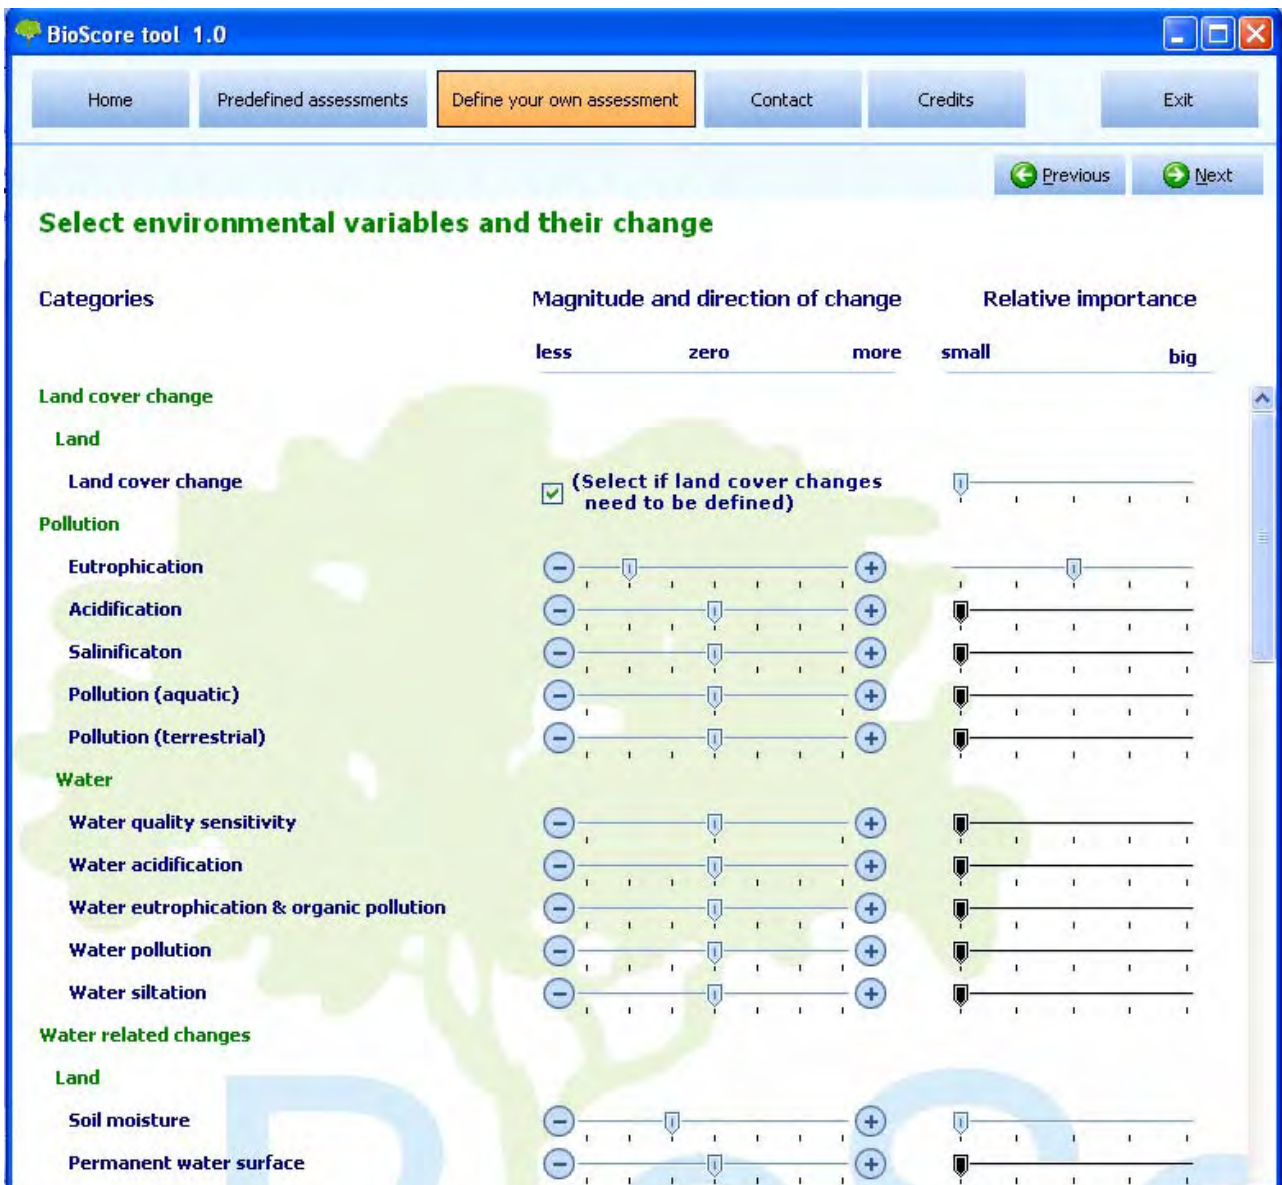 BioScore tool 1.0
Home Predefined assessments Define your own assessment Contact Credits Exit
Previous Next
Select environmental variables and their change
Categories Magnitude and direction of change Relative importance
less zero more small big
Land cover change
Land
Land cover change (Select if land cover changes
need to be defined)
Pollution
Eutrophication
Acidification
Salinificaton
Pollution (aquatic)
Pollution (terrestrial)
Water
Water quality sensitivity
Water acidification
Water eutrophication & organic pollution
Water pollution
Water siltation
Water related changes
Land
Soil moisture
Permanent water surface